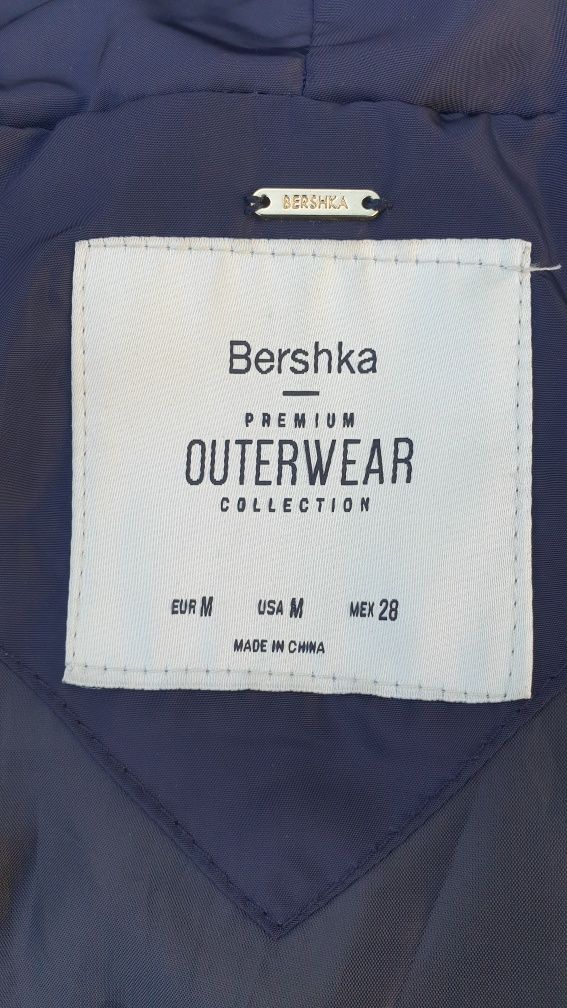 BERSHKA
Bershka
PREMIUM
OUTERWEAR
COLLECTION
EUR M USA M MEX 28
MADE IN CHINA